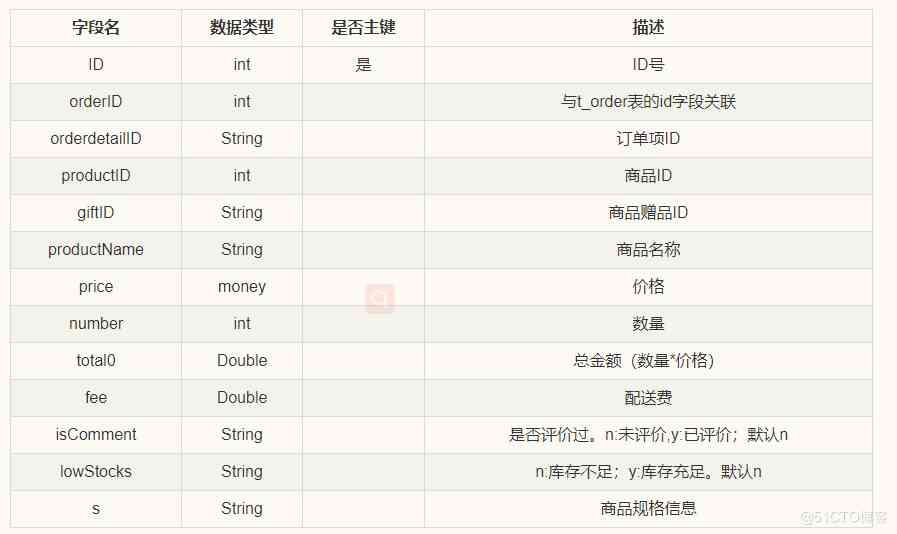 字段名 数据类型 是否主键 描述
ID int 是 ID号
orderID int 与t_order表的id字段关联
orderdetailID String 订单项ID
productID int 商品ID
giftID String 商品赠品ID
productName String 商品名称
price money 价格
number int 数量
total0 Double 总金额（数量*价格）
fee Double 配送费
isComment String 是否评价过。n:未评价,y:已评价；默认n
lowStocks String n:库存不足；y:库存充足。默认n
s String 商品规格信息
@51CTO博客